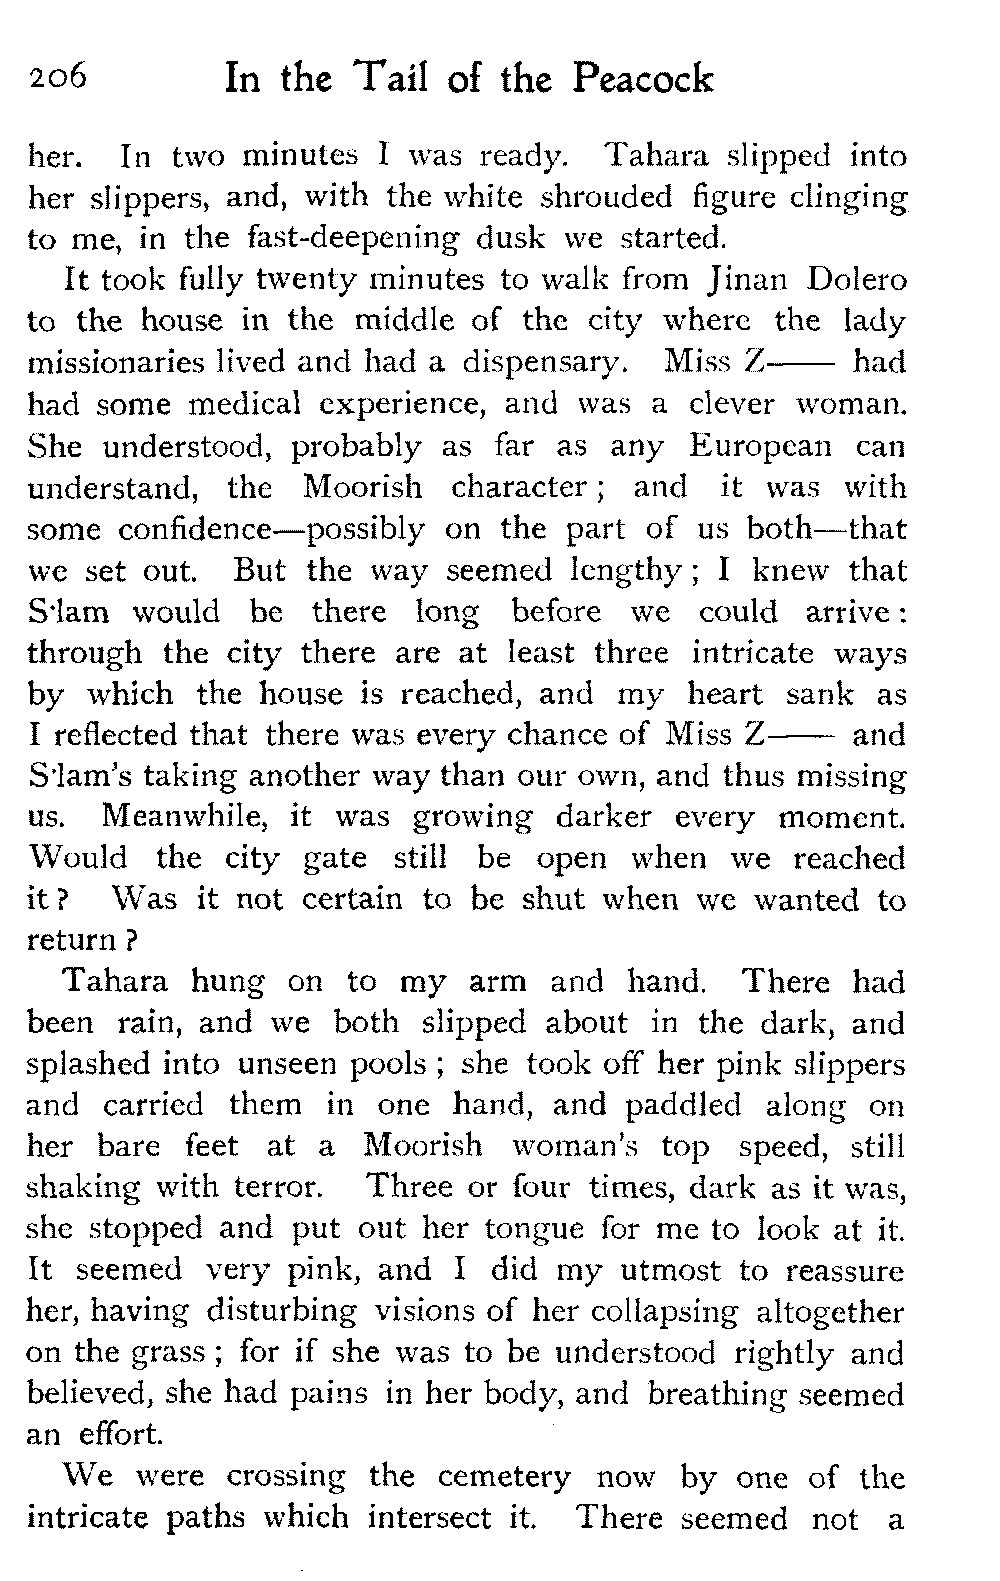 206 In the Tail of the Peacock
her. In two minutes I was ready. Tahara slipped into
her slippers, and, with the white shrouded figure clinging
to me, in the fast-deepening dusk we started.
It took fully twenty minutes to walk from Jinan Dolero
to the house in the middle of the city where the lady
missionaries lived and had a dispensary. Miss Z—— had
had some medical experience, and was a clever woman.
She understood, probably as far as any European can
understand, the Moorish character; and it was with
some confidence—possibly on the part of us both—that
we set out. But the way seemed lengthy; I knew that
S'lam would be there long before we could arrive:
through the city there are at least three intricate ways
by which the house is reached, and my heart sank as
I reflected that there was every chance of Miss Z—— and
S'lam's taking another way than our own, and thus missing
us. Meanwhile, it was growing darker every moment.
Would the city gate still be open when we reached
it? Was it not certain to be shut when we wanted to
return?
Tahara hung on to my arm and hand. There had
been rain, and we both slipped about in the dark, and
splashed into unseen pools; she took off her pink slippers
and carried them in one hand, and paddled along on
her bare feet at a Moorish woman's top speed, still
shaking with terror. Three or four times, dark as it was,
she stopped and put out her tongue for me to look at it.
It seemed very pink, and I did my utmost to reassure
her, having disturbing visions of her collapsing altogether
on the grass; for if she was to be understood rightly and
believed, she had pains in her body, and breathing seemed
an effort.
We were crossing the cemetery now by one of the
intricate paths which intersect it. There seemed not a